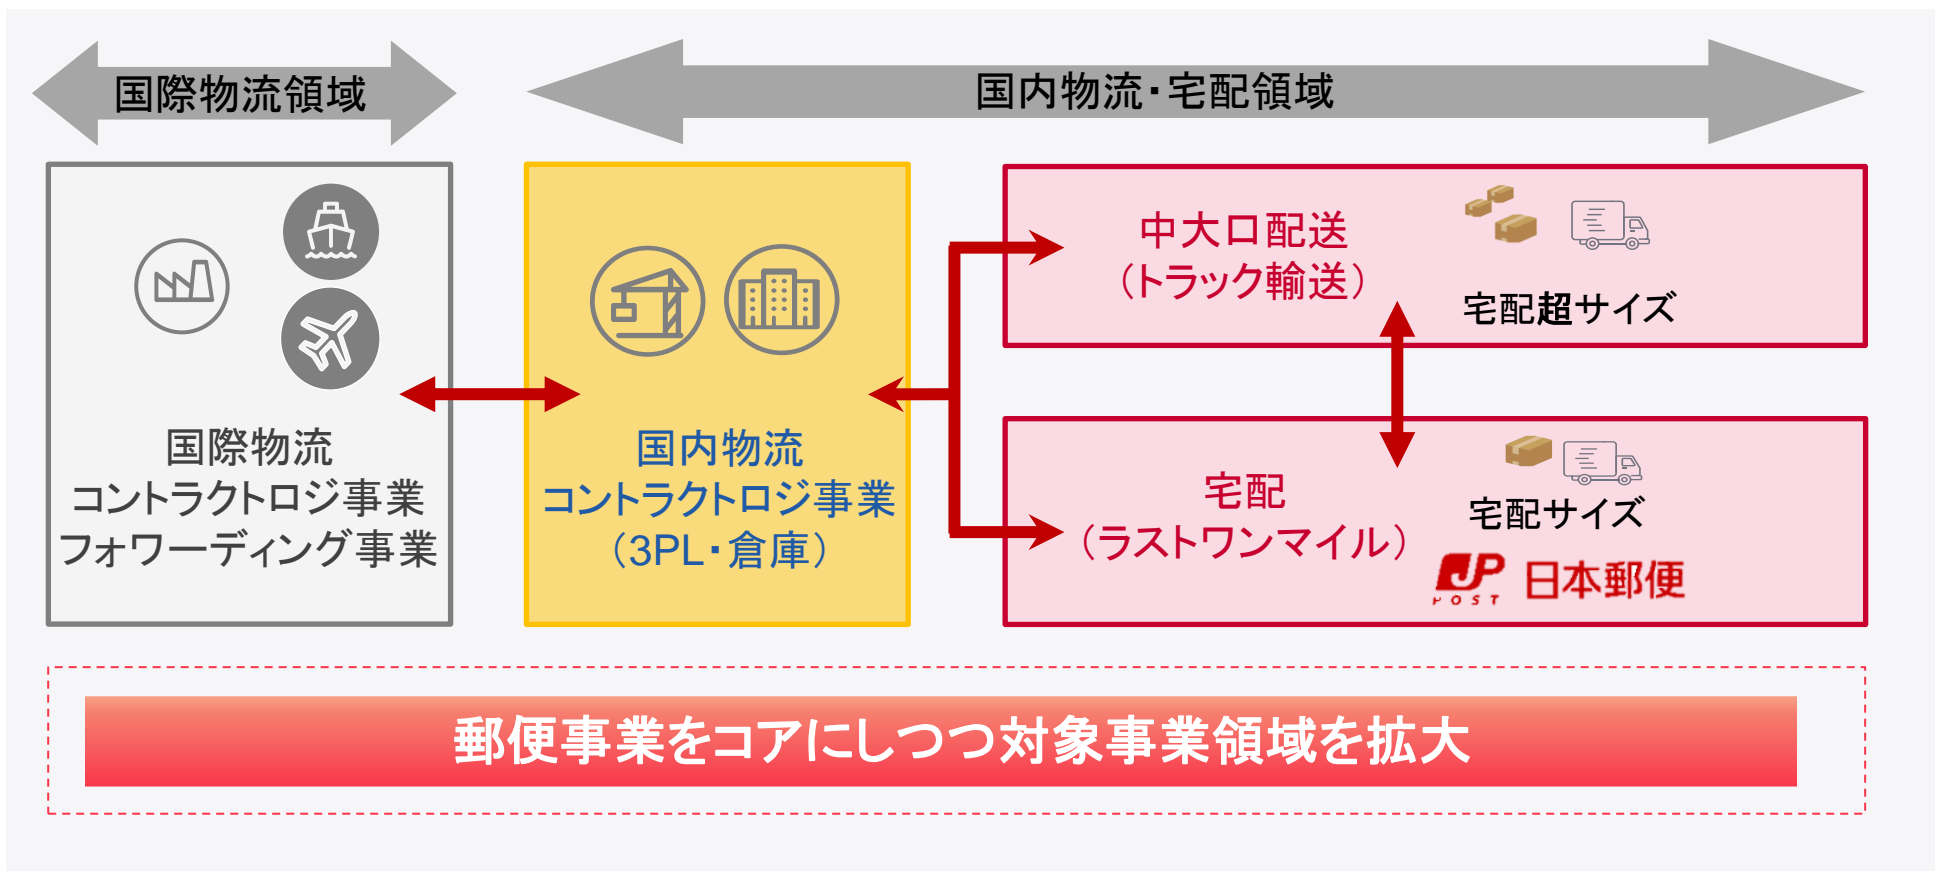 国際物流領域
国内物流・宅配領域
国際物流
コントラクトロジ事業
フォワーディング事業
国内物流
コントラクトロジ事業
（3PL・倉庫）
中大口配送
（トラック輸送）
宅配超サイズ
宅配
（ラストワンマイル）
宅配サイズ
JP
POST
日本郵便
郵便事業をコアにしつつ対象事業領域を拡大